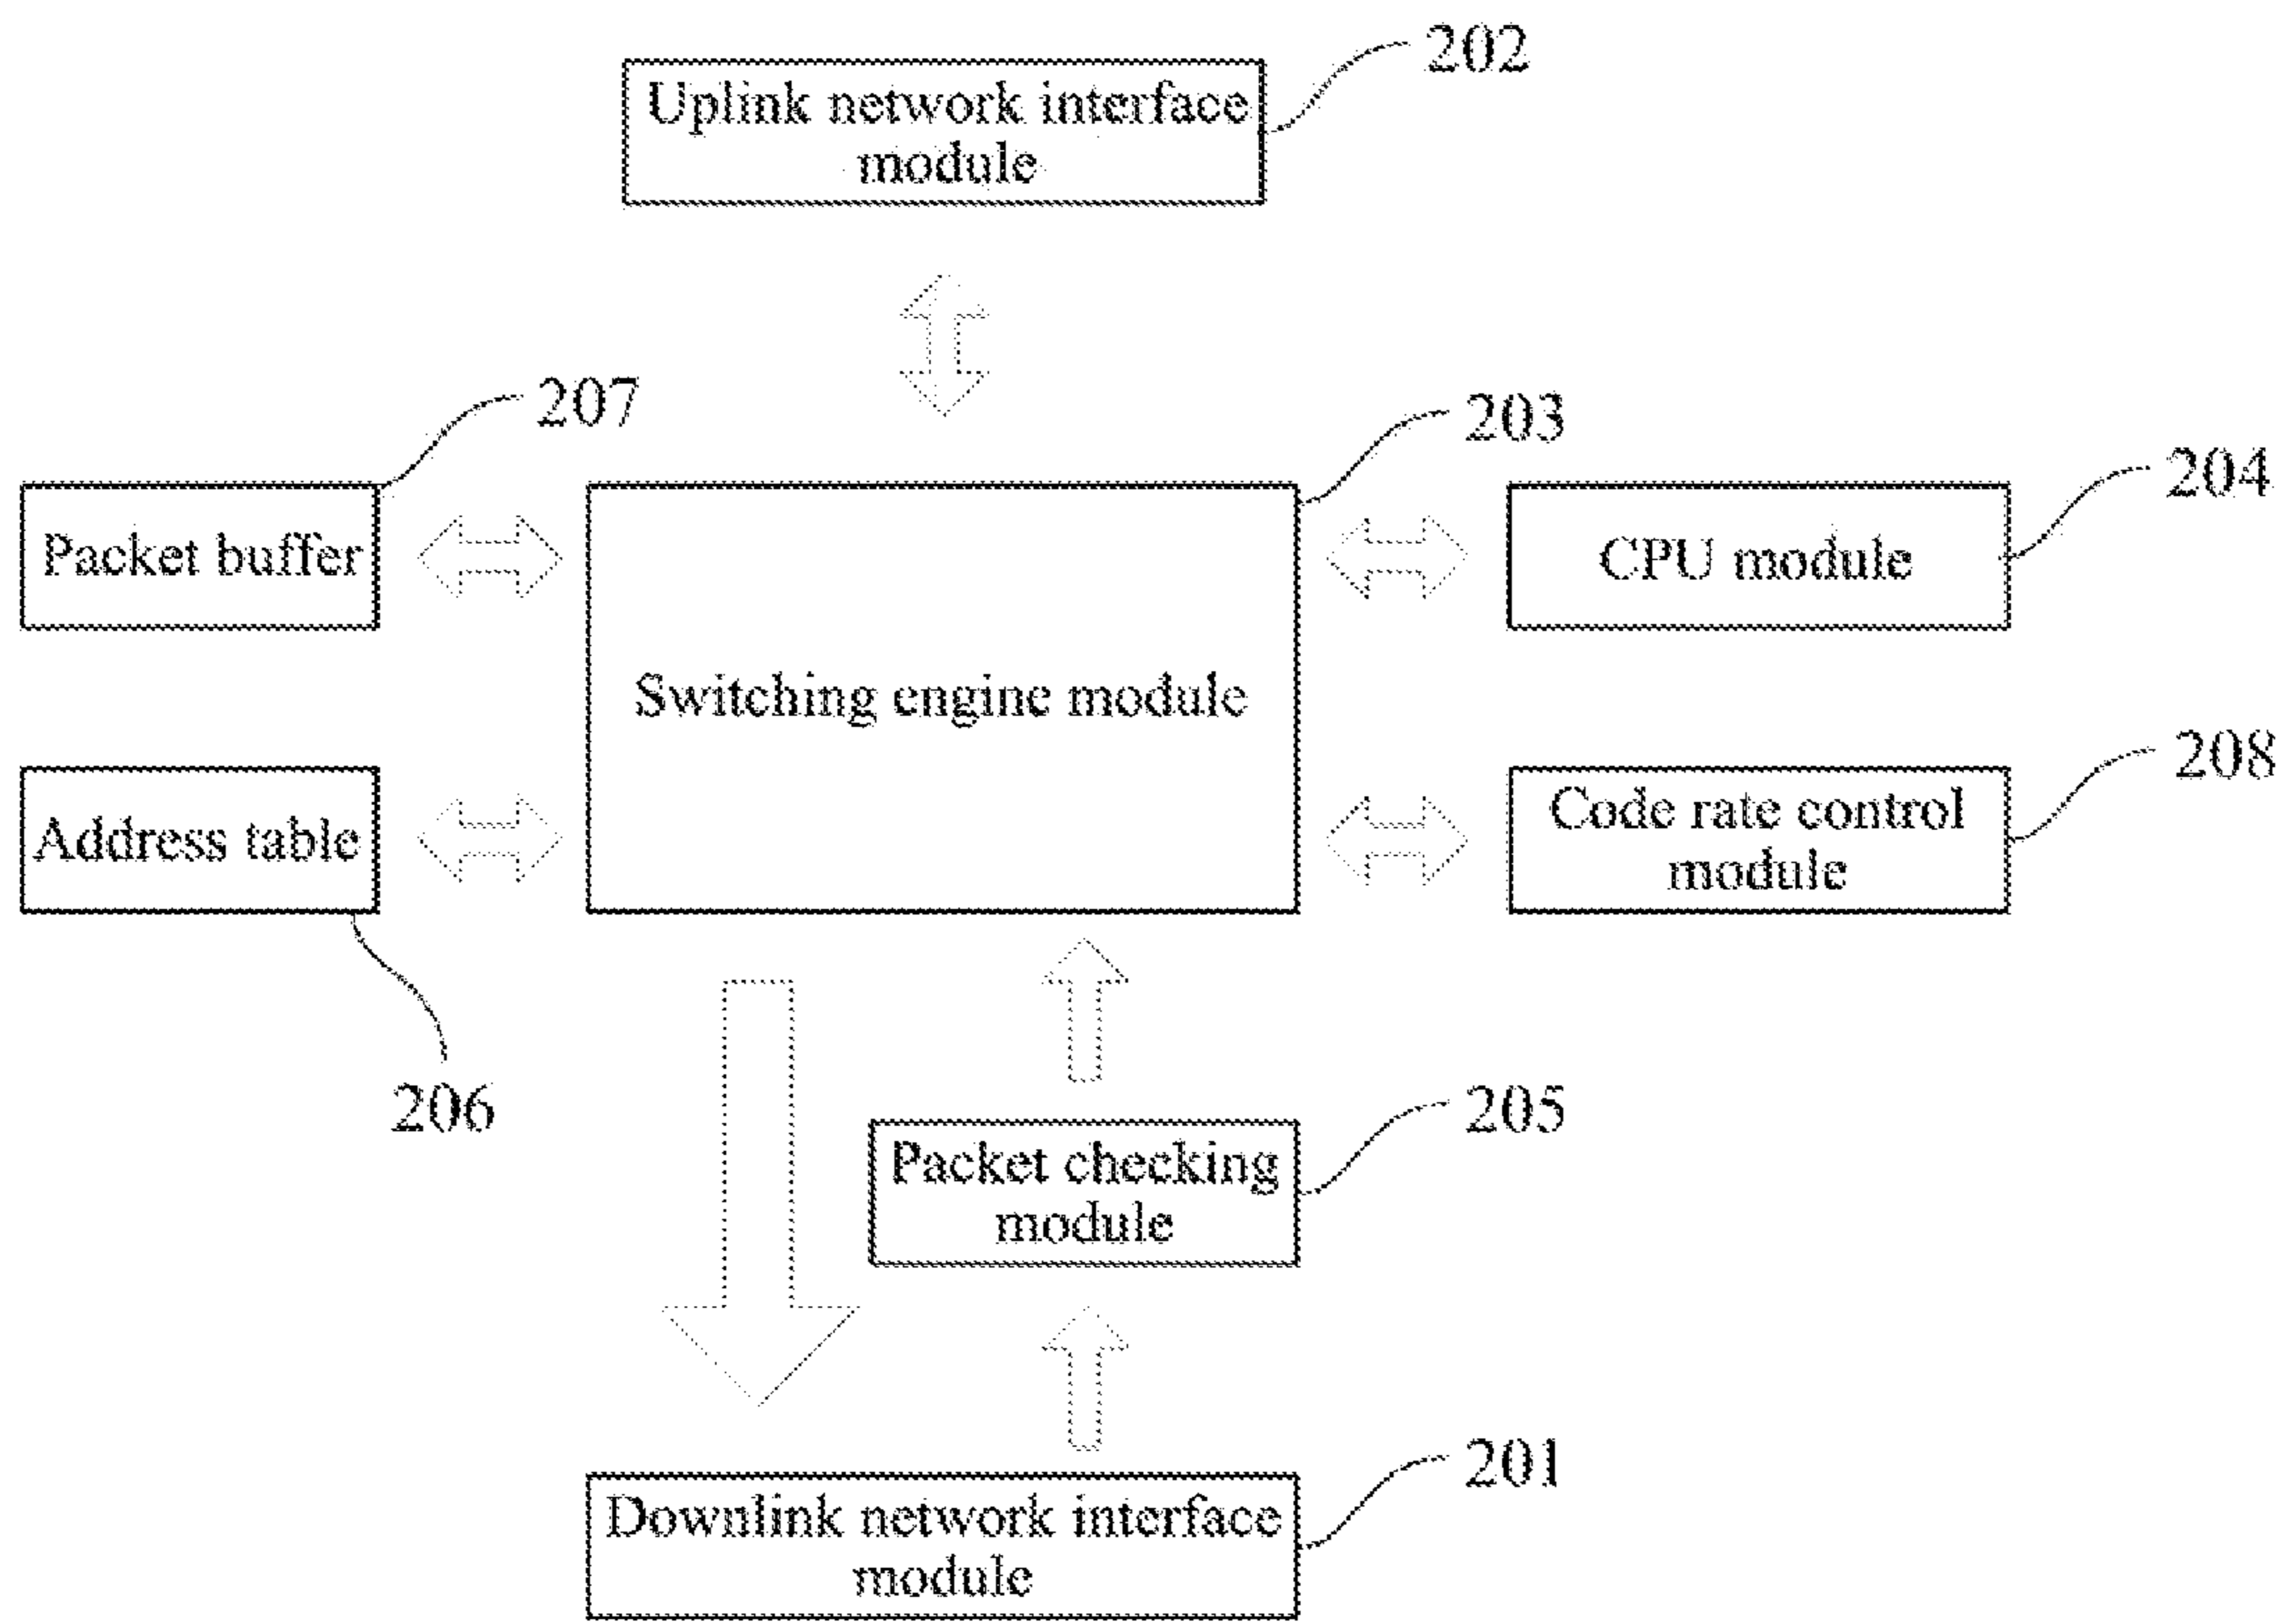 202
Uplink network interface
module
207
203
204
Packet buffer
CPU module
Switching engine module
208
Address table
Code rate control
module
206
205
Packet checking
module
201
Downlink network interface
module